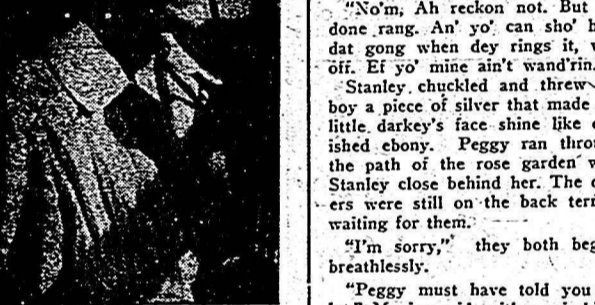 "No'm, Ah reckon not. But
done rang. An' yo' can sho' h
dat gong when dey rings it,
off. Ef yo' mine ain't wand'rin.
Stanley chuckled and threw
boy a piece of silver that made
little darkey's face shine like
ished ebony. Peggy ran throu
the path of the rose garden w
Stanley close behind her. The o
ers were still on the back terr
waiting for them.
"I'm sorry," they both beg
breathlessly.
"Peggy must have told you